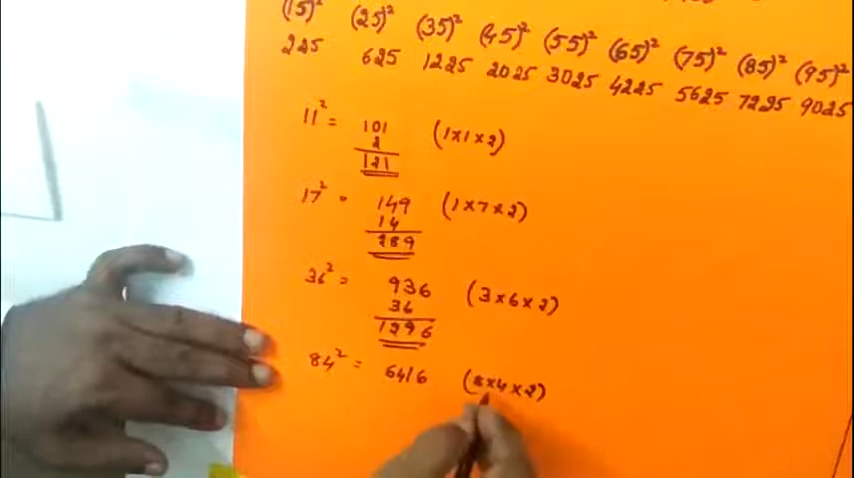 (15)² (25)² (35)² (45)² (55)² (65)² (75)² (85)² (95)²
225 625 1225 2025 3025 4225 5625 7225 9025
11² = 101 (1×1×2)
2
121
17² = 149 (1×7×2)
14
289
36² = 936 (3×6×2)
36
1296
84² = 6416 (8×4×2)